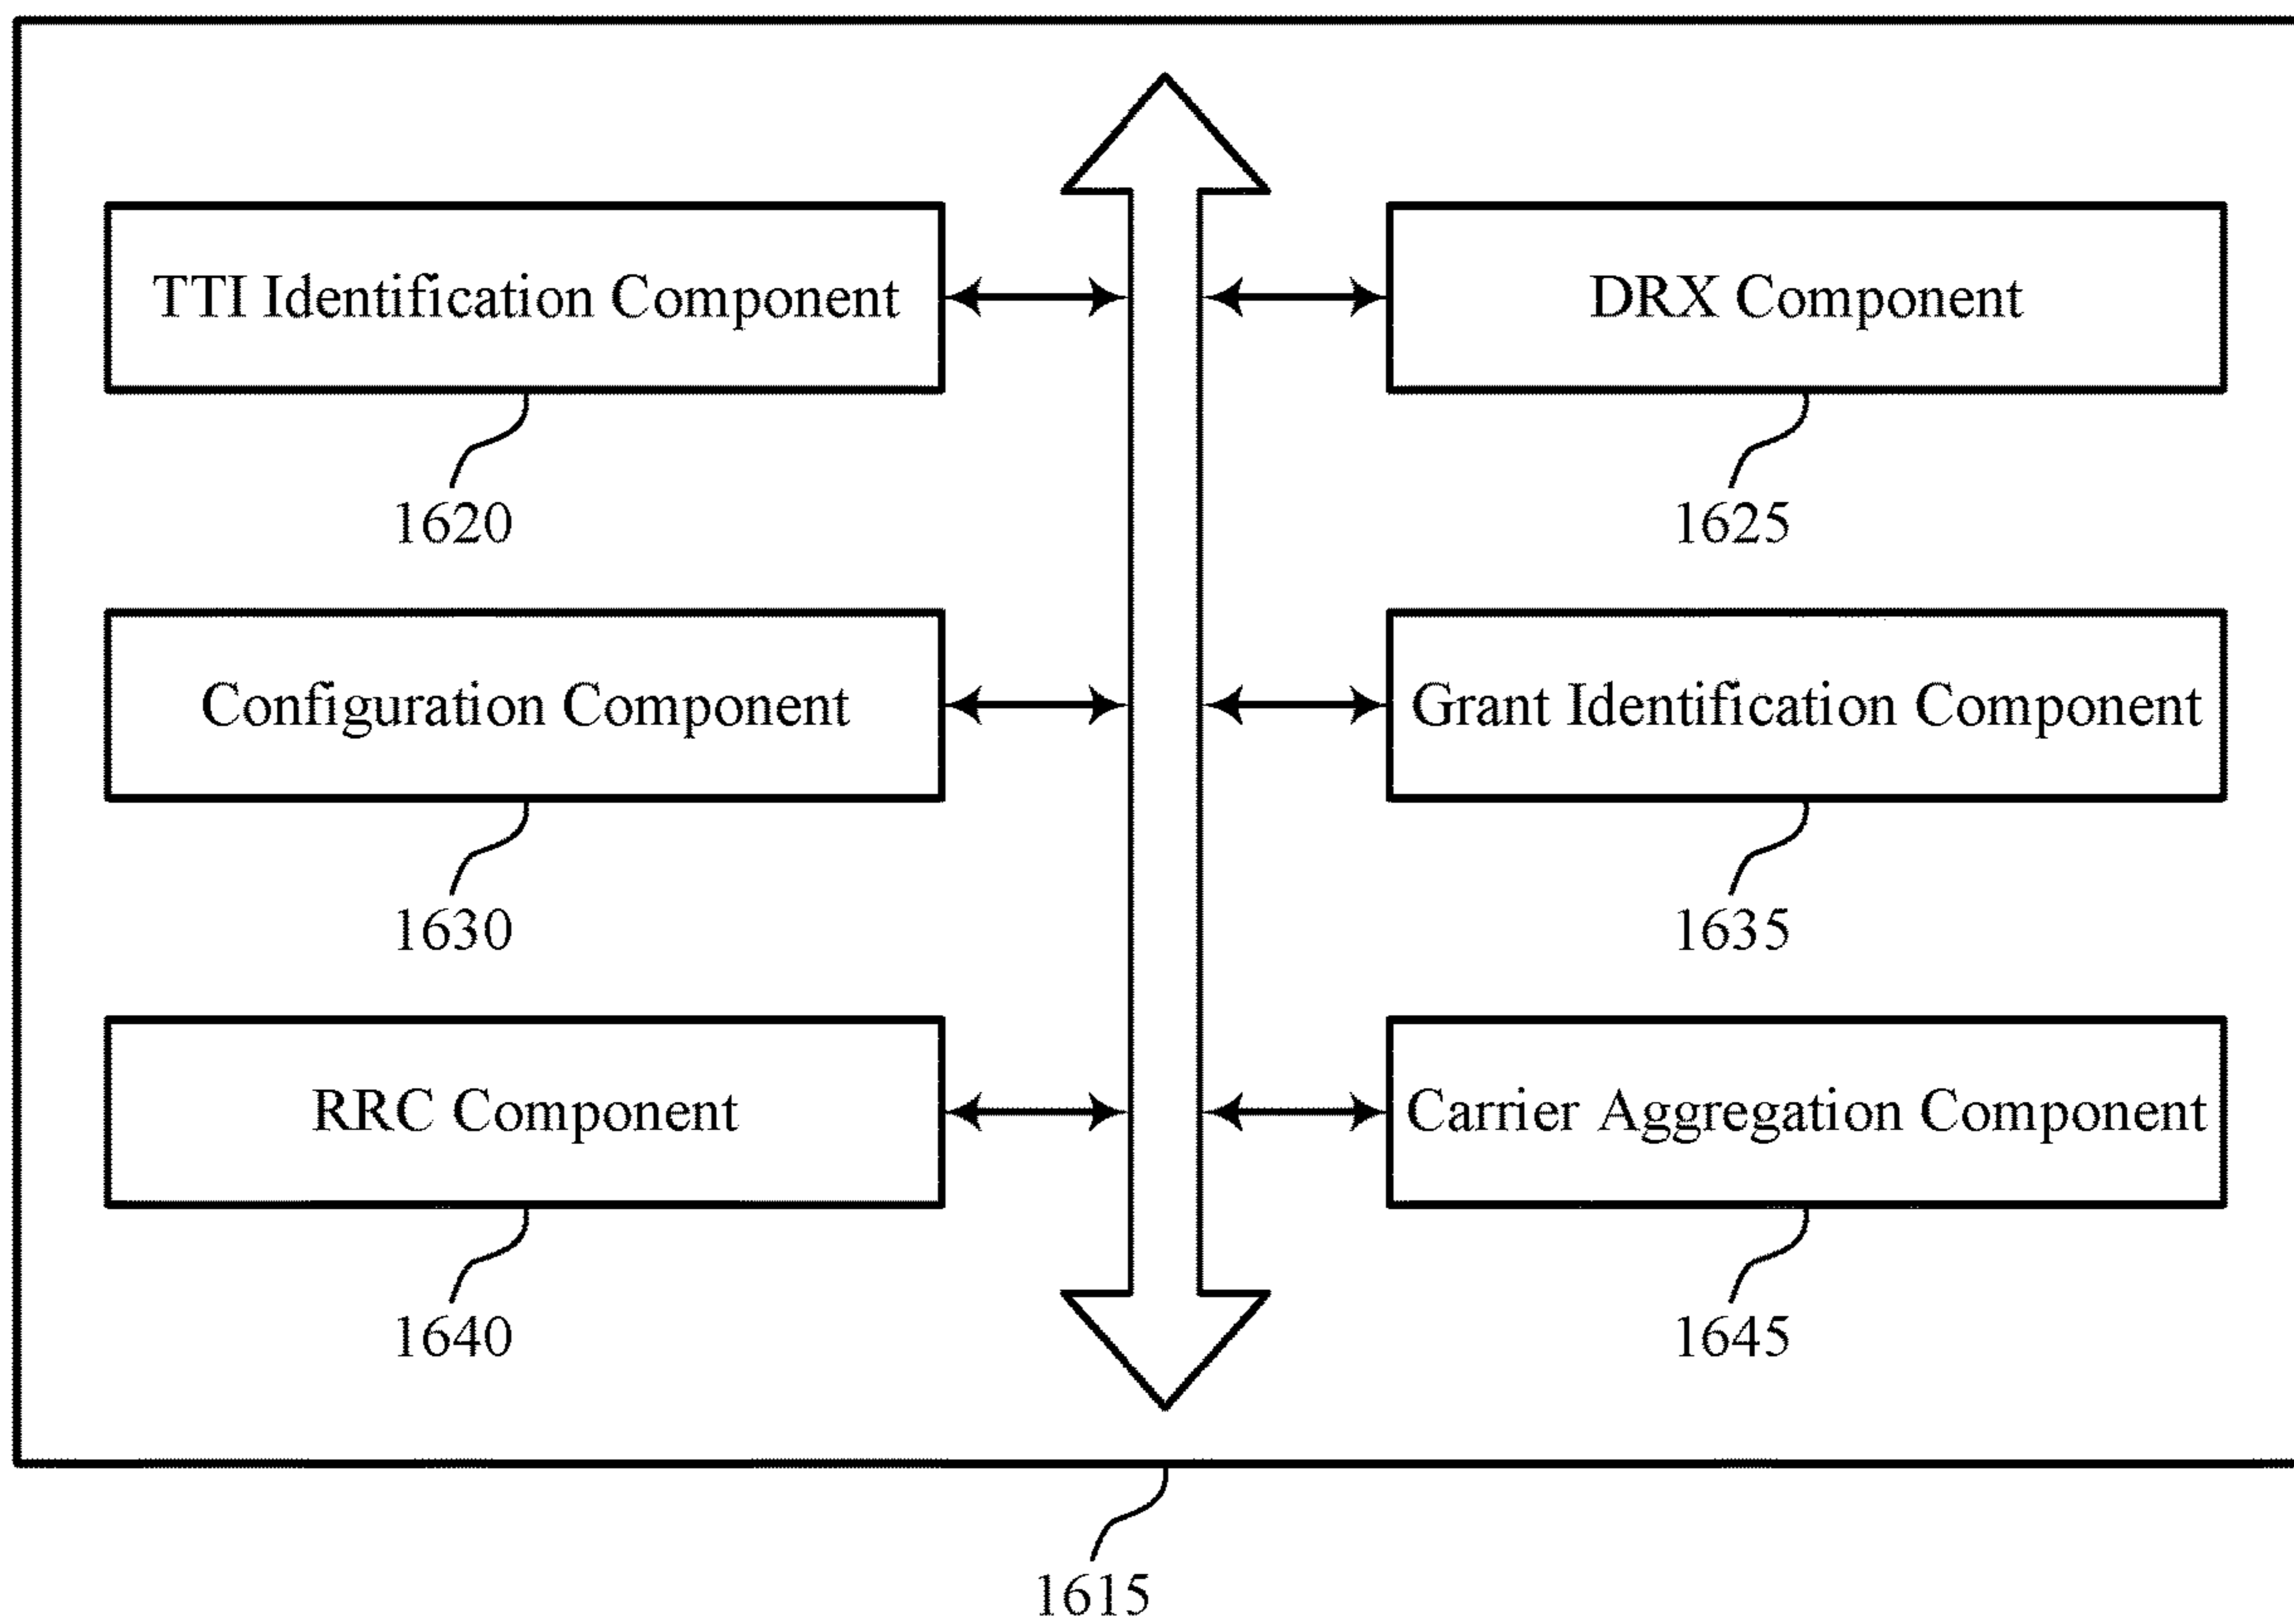 TTI Identification Component
DRX Component
1620
1625
Configuration Component
Grant Identification Component
1630
1635
RRC Component
Carrier Aggregation Component
1640
1645
1615